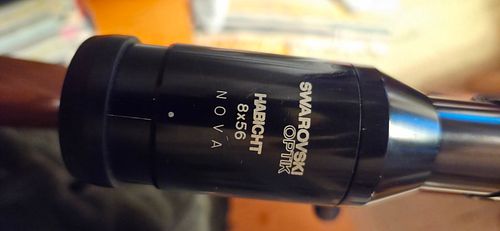 SWAROVSKI
OPTIK
HABICHT
8x56
NOVA